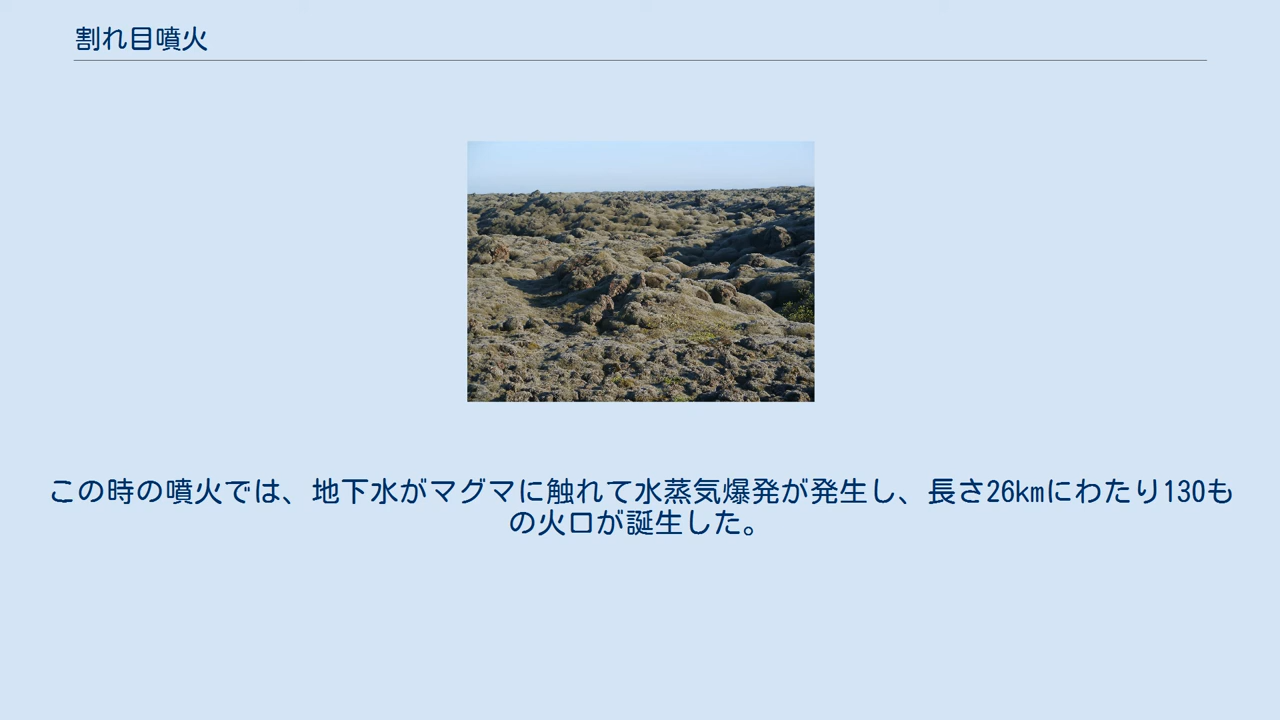 割れ目噴火
この時の噴火では、地下水がマグマに触れて水蒸気爆発が発生し、長さ26kmにわたり130も
の火口が誕生した。